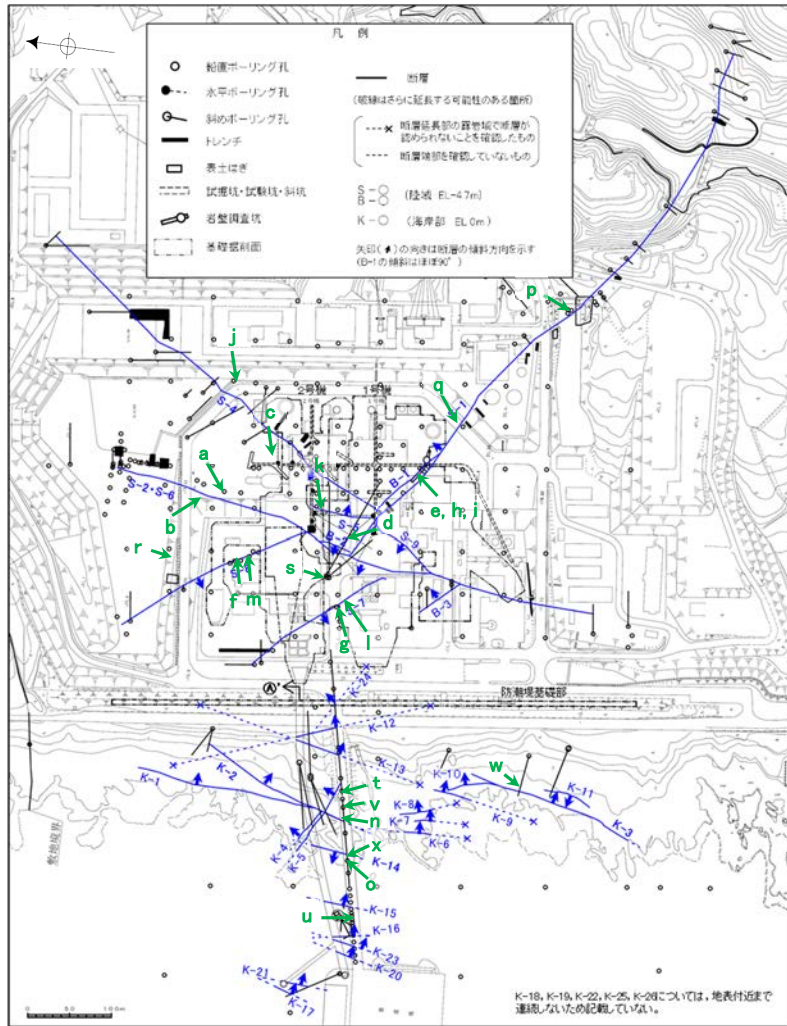 凡 例
鉛直ボーリング孔
水平ボーリング孔
斜めボーリング孔
トレンチ
表土はぎ
試掘坑・試験坑・斜坑
岩盤調査坑
基礎掘削面
断層
(破線はさらに延長する可能性のある箇所)
断層延長部の露岩域で断層が
認められないことを確認したもの
断層端部を確認していないもの
S-○
B-○
(陸域 EL-4.7m)
K-○
(海岸部 EL 0m)
矢印( )の向きは断層の傾斜方向を示す
(B-1の傾斜はほぼ90°)
p
j
2号機
1号機
q
S-4
c
a
k
B-1
S-2・S-6
b
d
e, h, i
S-9
r
s
S-8
f
m
B-3
S-7
g
l
K-24
Ⓐ'
防潮堤基礎部
K-12
K-13
w
K-1
K-2
t
K-10
K-11
v
K-8
K-9
n
K-7
K-3
K-6
K-4
K-5
x
K-14
敷地境界
o
K-15
u
K-16
K-23
K-20
K-21
K-17
K-18, K-19, K-22, K-25, K-26については，地表付近まで
連続しないため記載していない。
0 50 100m